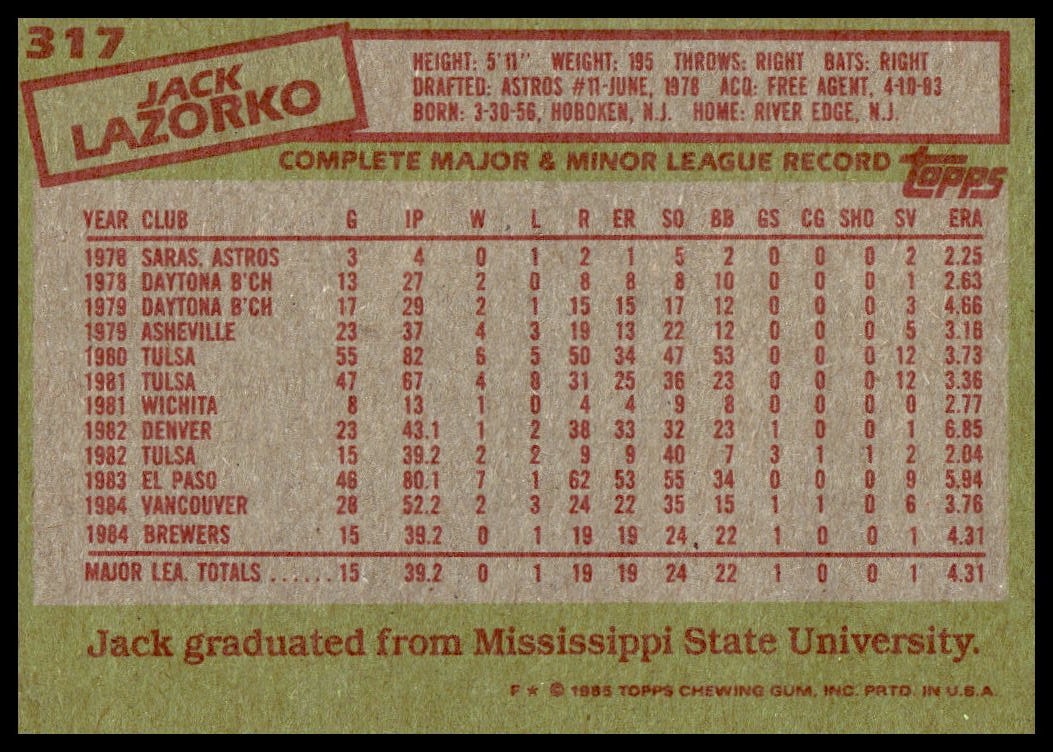 317
JACK
LAZORKO
HEIGHT: 5'11" WEIGHT: 195 THROWS: RIGHT BATS: RIGHT
DRAFTED: ASTROS #11-JUNE, 1978 ACQ: FREE AGENT, 4-10-83
BORN: 3-30-56, HOBOKEN, N.J. HOME: RIVER EDGE, N.J.
COMPLETE MAJOR & MINOR LEAGUE RECORD topps
YEAR CLUB G IP W L R ER SO BB GS CG SHO SV ERA
1978 SARAS. ASTROS 3 4 0 1 2 1 5 2 0 0 0 2 2.25
1978 DAYTONA B'CH 13 27 2 0 8 8 8 10 0 0 0 1 2.63
1979 DAYTONA B'CH 17 29 2 1 15 15 17 12 0 0 0 3 4.66
1979 ASHEVILLE 23 37 4 3 19 13 22 12 0 0 0 5 3.16
1980 TULSA 55 82 6 5 50 34 47 53 0 0 0 12 3.73
1981 TULSA 47 67 4 8 31 25 36 23 0 0 0 12 3.36
1981 WICHITA 8 13 1 0 4 4 9 8 0 0 0 0 2.77
1982 DENVER 23 43.1 1 2 38 33 32 23 1 0 0 1 6.85
1982 TULSA 15 39.2 2 2 9 9 40 7 3 1 1 2 2.04
1983 EL PASO 46 80.1 7 1 62 53 55 34 0 0 0 9 5.94
1984 VANCOUVER 28 52.2 2 3 24 22 35 15 1 1 0 6 3.76
1984 BREWERS 15 39.2 0 1 19 19 24 22 1 0 0 1 4.31
MAJOR LEA. TOTALS ......15 39.2 0 1 19 19 24 22 1 0 0 1 4.31
Jack graduated from Mississippi State University.
F ★ © 1985 TOPPS CHEWING GUM, INC. PRTD. IN U.S.A.